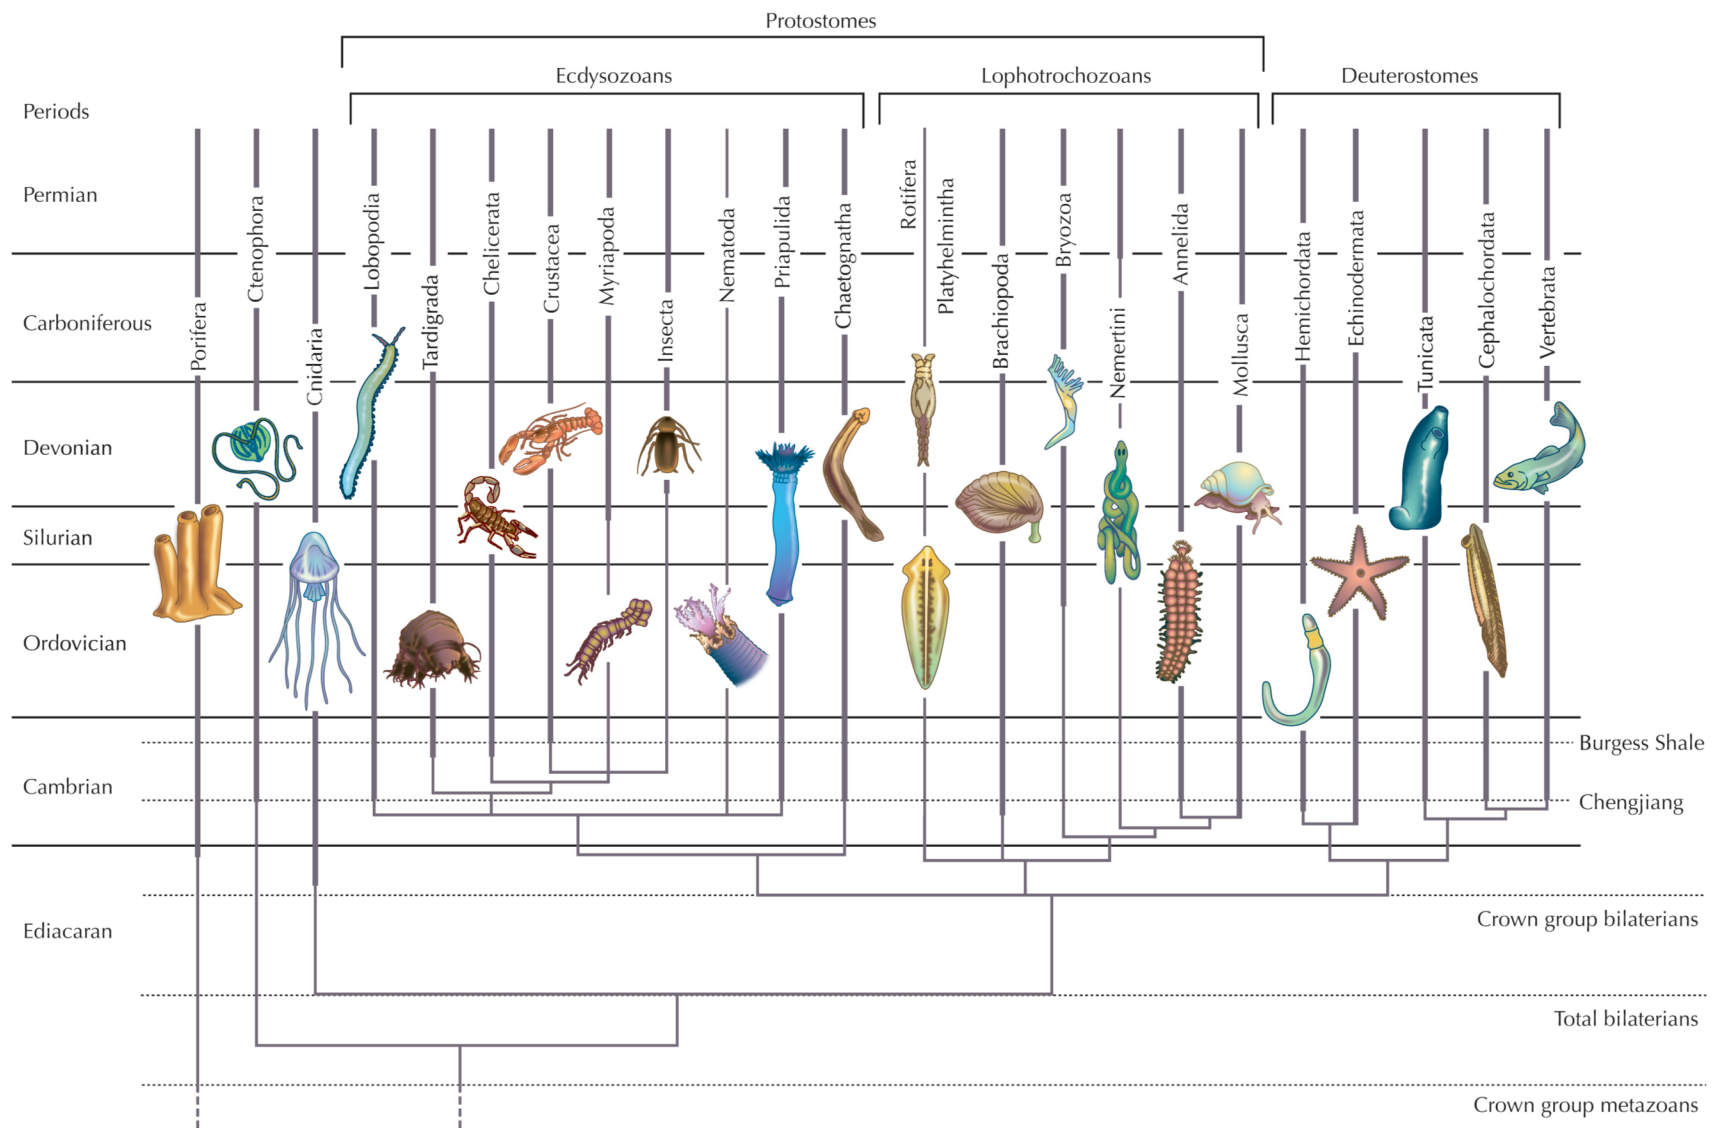 Protostomes
Ecdysozoans
Lophotrochozoans
Deuterostomes
Periods
Permian
Carboniferous
Devonian
Silurian
Ordovician
Cambrian
Ediacaran
Porifera
Ctenophora
Cnidaria
Lobopodia
Tardigrada
Chelicerata
Crustacea
Myriapoda
Insecta
Nematoda
Priapulida
Chaetognatha
Rotifera
Platyhelmintha
Brachiopoda
Bryozoa
Nemertini
Annelida
Mollusca
Hemichordata
Echinodermata
Tunicata
Cephalochordata
Vertebrata
Burgess Shale
Chengjiang
Crown group bilaterians
Total bilaterians
Crown group metazoans